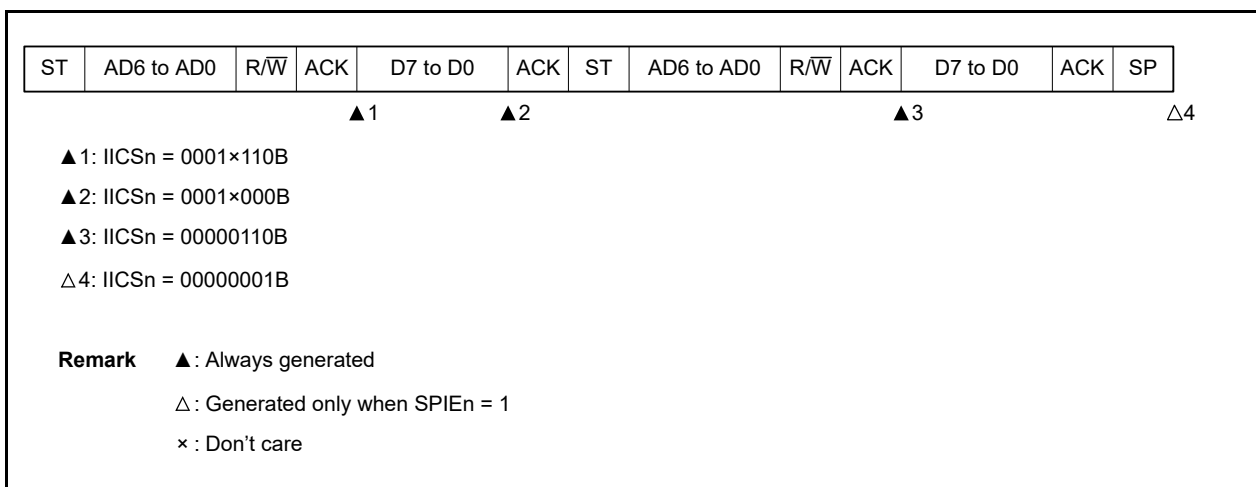 ST AD6 to AD0 R/W̅ ACK D7 to D0 ACK ST AD6 to AD0 R/W̅ ACK D7 to D0 ACK SP
▲1 ▲2 ▲3 △4
▲1: IICSn = 0001×110B
▲2: IICSn = 0001×000B
▲3: IICSn = 00000110B
△4: IICSn = 00000001B
Remark ▲: Always generated
△: Generated only when SPIEn = 1
×: Don't care